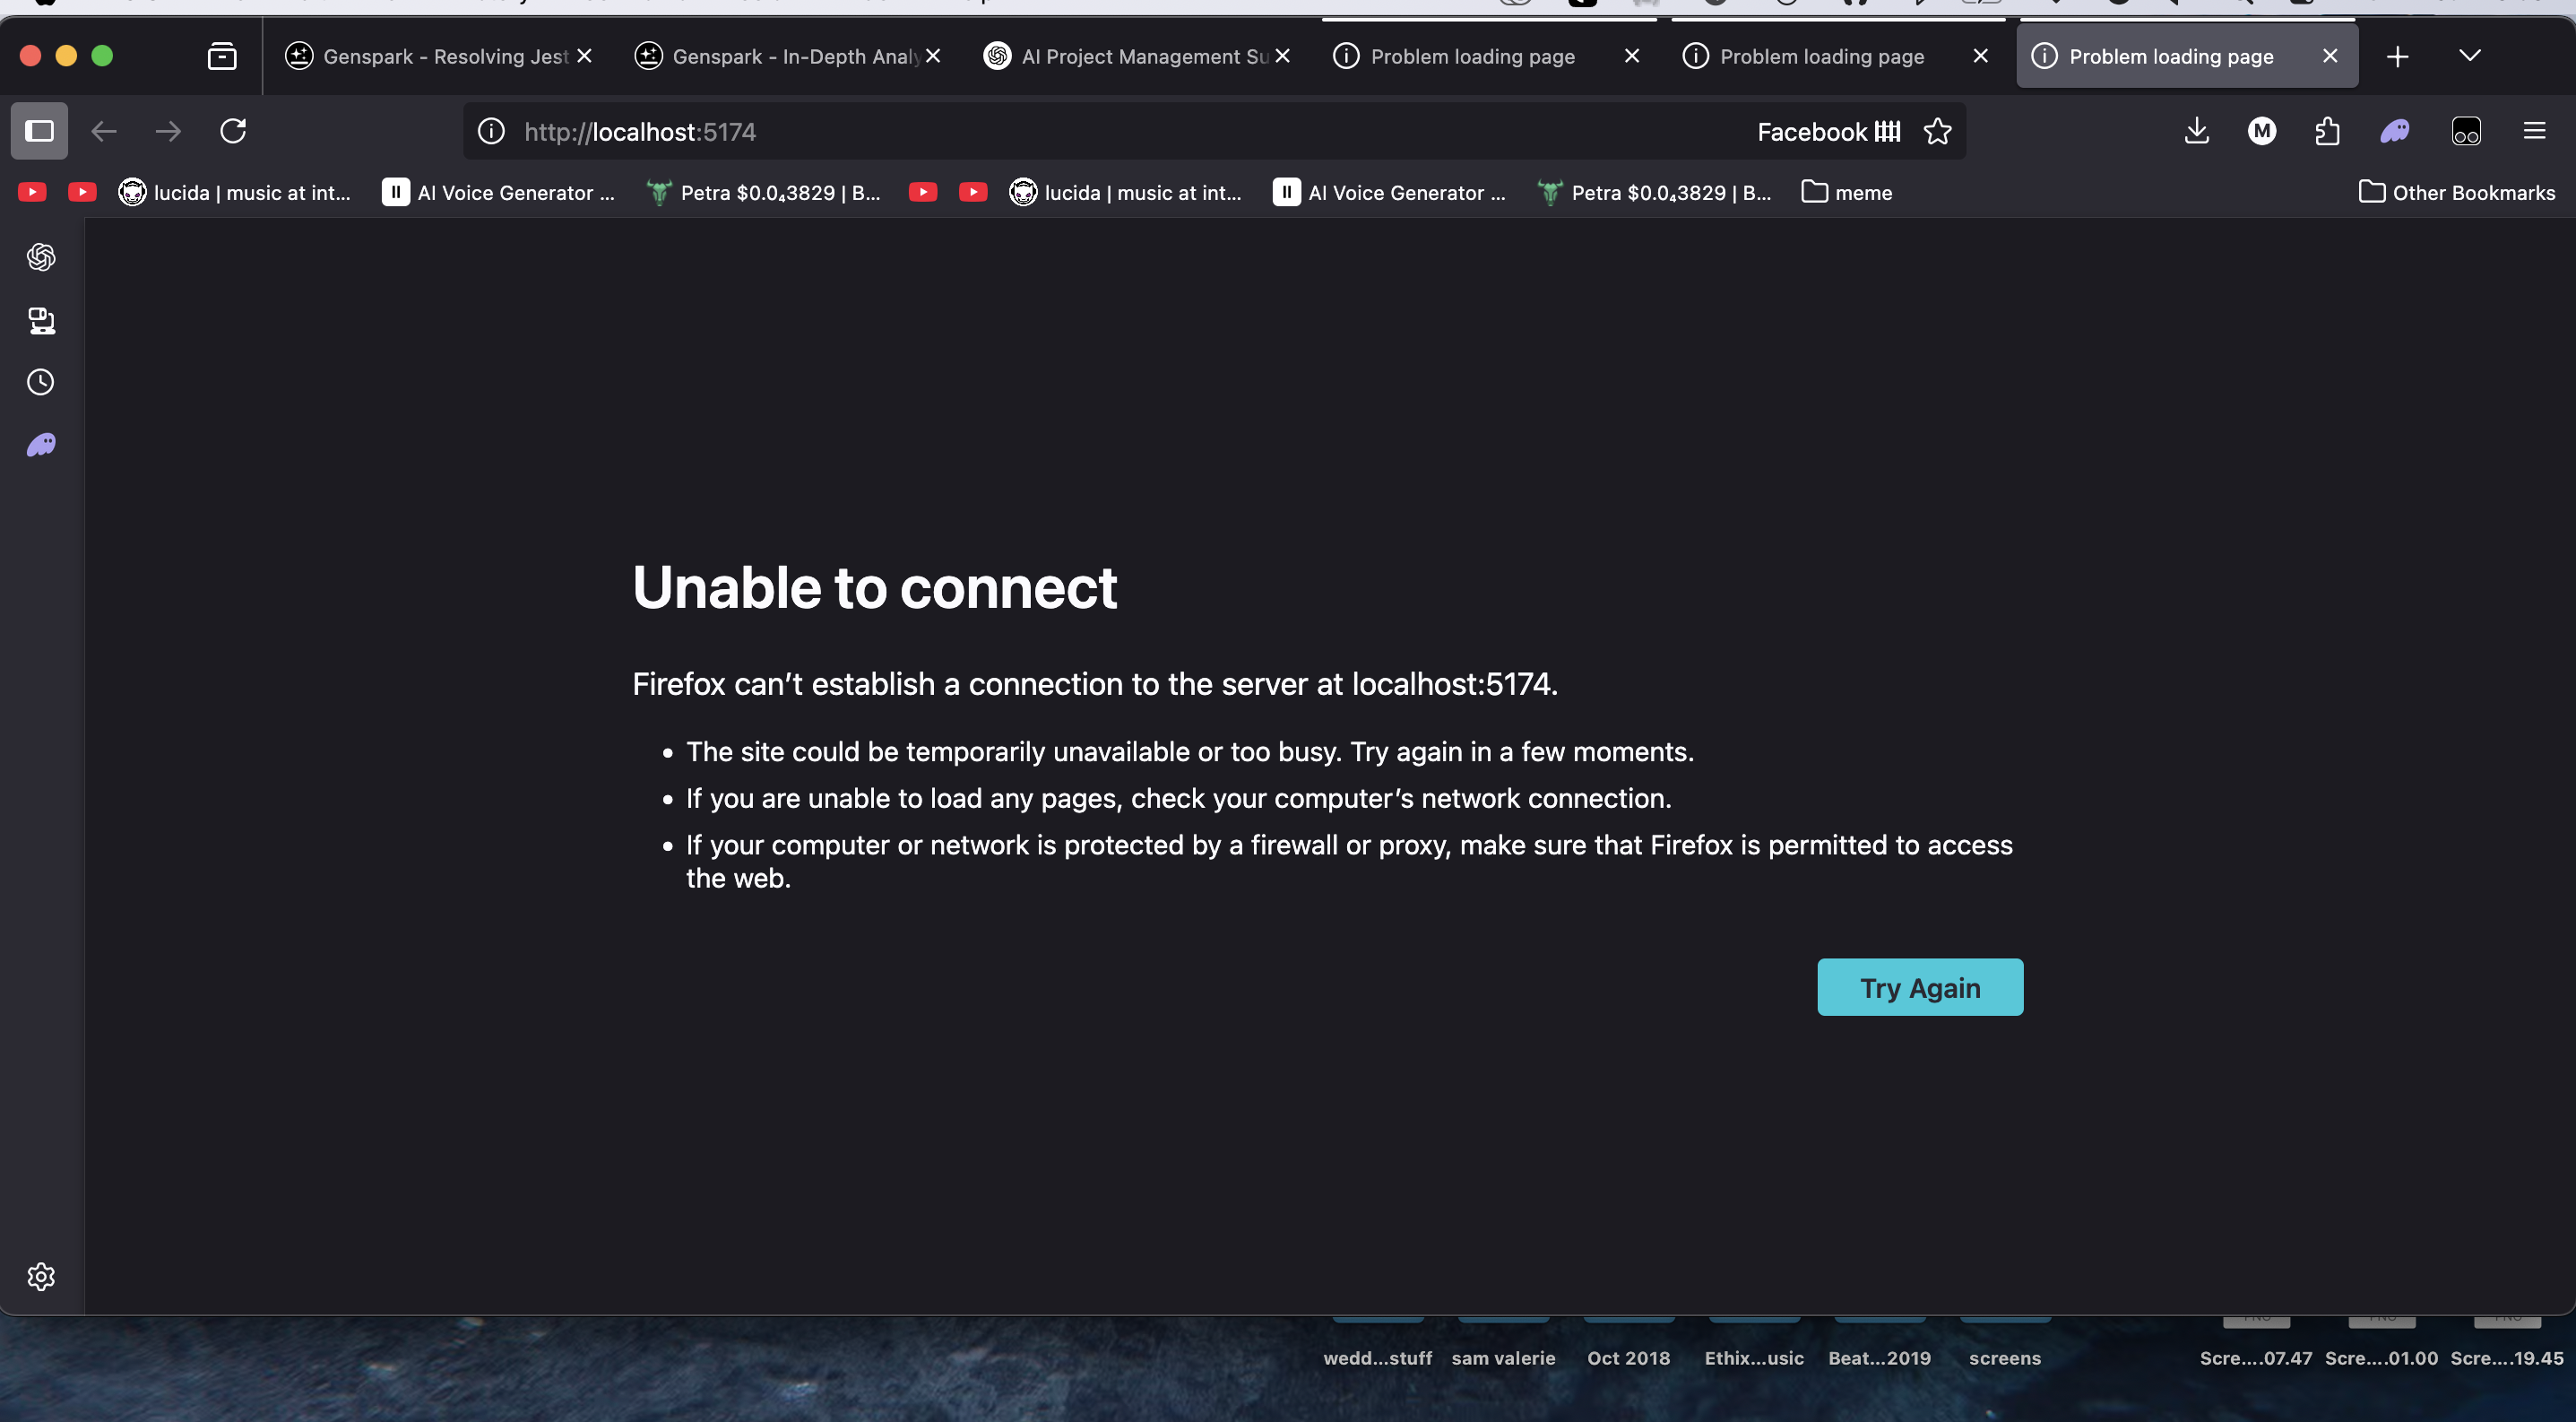 Genspark - Resolving Jest
Genspark - In-Depth Analy
AI Project Management Su
Problem loading page
Problem loading page
Problem loading page
http://localhost:5174
Facebook
M
lucida | music at int...
AI Voice Generator ...
Petra $0.0₄3829 | B...
lucida | music at int...
AI Voice Generator ...
Petra $0.0₄3829 | B...
meme
Other Bookmarks
Unable to connect
Firefox can’t establish a connection to the server at localhost:5174.
• The site could be temporarily unavailable or too busy. Try again in a few moments.
• If you are unable to load any pages, check your computer’s network connection.
• If your computer or network is protected by a firewall or proxy, make sure that Firefox is permitted to access
the web.
Try Again
wedd...stuff
sam valerie
Oct 2018
Ethix...usic
Beat...2019
screens
Scre....07.47
Scre....01.00
Scre....19.45